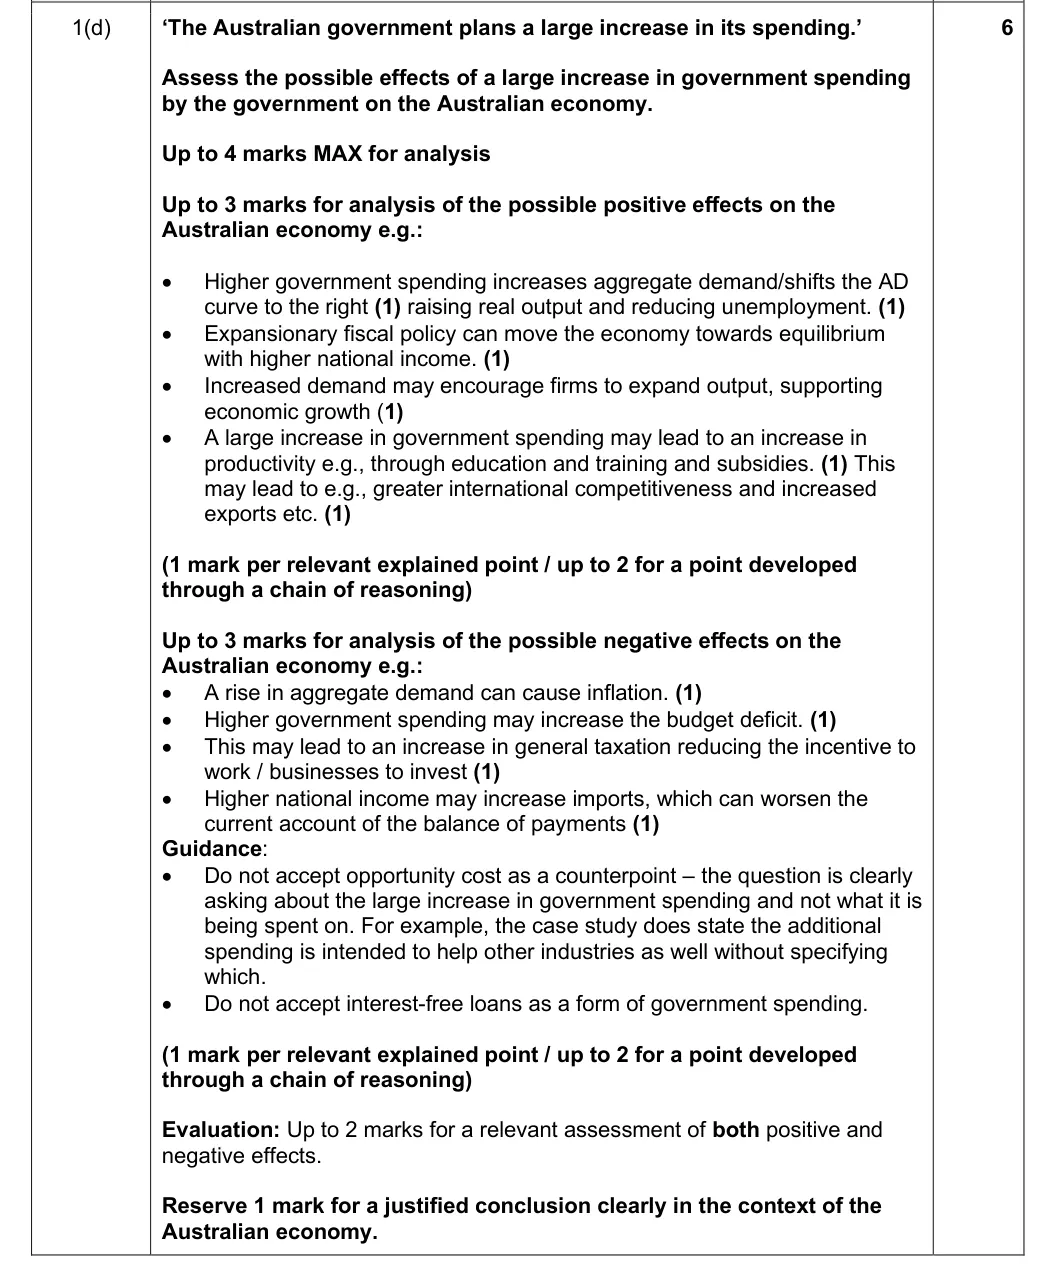 1(d)
‘The Australian government plans a large increase in its spending.’
6
Assess the possible effects of a large increase in government spending
by the government on the Australian economy.
Up to 4 marks MAX for analysis
Up to 3 marks for analysis of the possible positive effects on the
Australian economy e.g.:
• Higher government spending increases aggregate demand/shifts the AD
curve to the right (1) raising real output and reducing unemployment. (1)
• Expansionary fiscal policy can move the economy towards equilibrium
with higher national income. (1)
• Increased demand may encourage firms to expand output, supporting
economic growth (1)
• A large increase in government spending may lead to an increase in
productivity e.g., through education and training and subsidies. (1) This
may lead to e.g., greater international competitiveness and increased
exports etc. (1)
(1 mark per relevant explained point / up to 2 for a point developed
through a chain of reasoning)
Up to 3 marks for analysis of the possible negative effects on the
Australian economy e.g.:
• A rise in aggregate demand can cause inflation. (1)
• Higher government spending may increase the budget deficit. (1)
• This may lead to an increase in general taxation reducing the incentive to
work / businesses to invest (1)
• Higher national income may increase imports, which can worsen the
current account of the balance of payments (1)
Guidance:
• Do not accept opportunity cost as a counterpoint – the question is clearly
asking about the large increase in government spending and not what it is
being spent on. For example, the case study does state the additional
spending is intended to help other industries as well without specifying
which.
• Do not accept interest-free loans as a form of government spending.
(1 mark per relevant explained point / up to 2 for a point developed
through a chain of reasoning)
Evaluation: Up to 2 marks for a relevant assessment of both positive and
negative effects.
Reserve 1 mark for a justified conclusion clearly in the context of the
Australian economy.